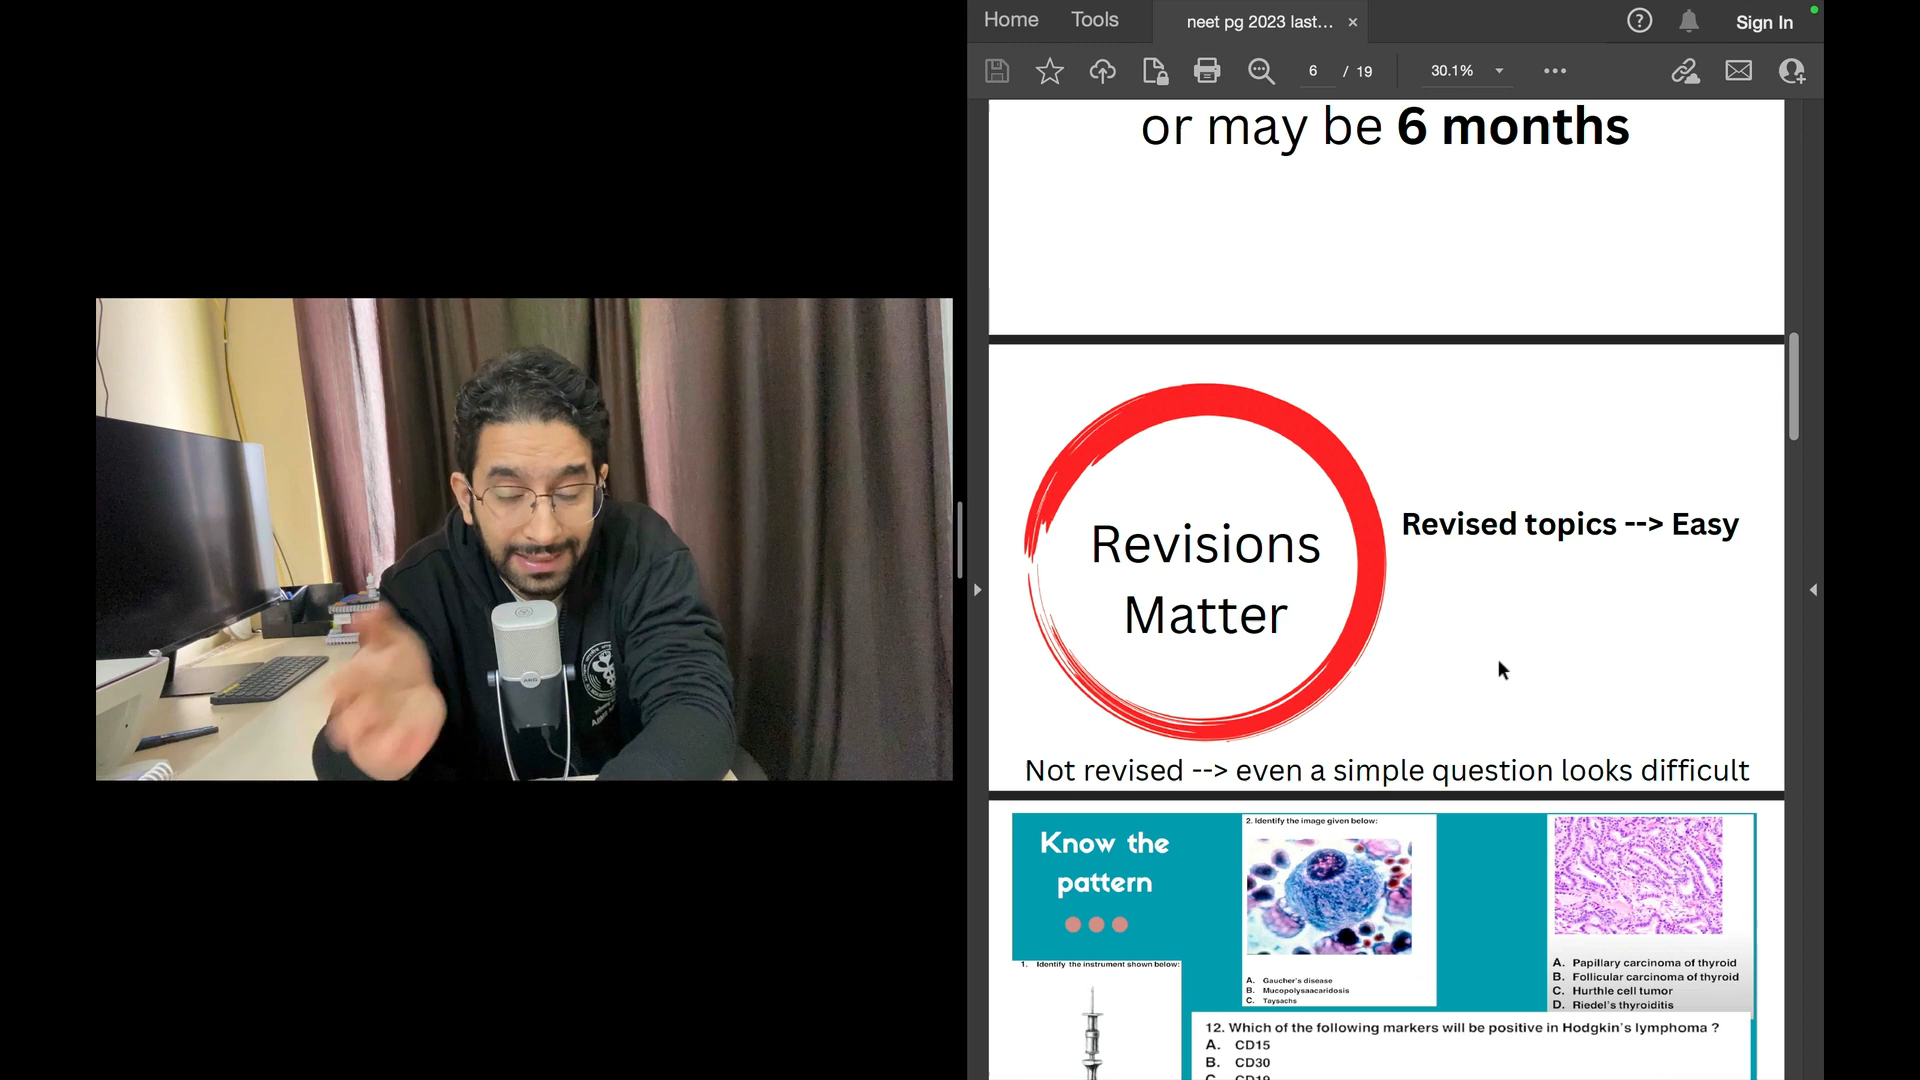 Home Tools neet pg 2023 last... × Sign In
6 / 19 30.1%
or may be 6 months
Revisions
Matter
Revised topics --> Easy
Not revised --> even a simple question looks difficult
Know the
pattern
1. Identify the instrument shown below:
2. Identify the image given below:
A. Gaucher's disease
B. Mucopolysaacaridosis
C. Taysachs
A. Papillary carcinoma of thyroid
B. Follicular carcinoma of thyroid
C. Hurthle cell tumor
D. Riedel's thyroiditis
12. Which of the following markers will be positive in Hodgkin's lymphoma ?
A. CD15
B. CD30
C. CD19